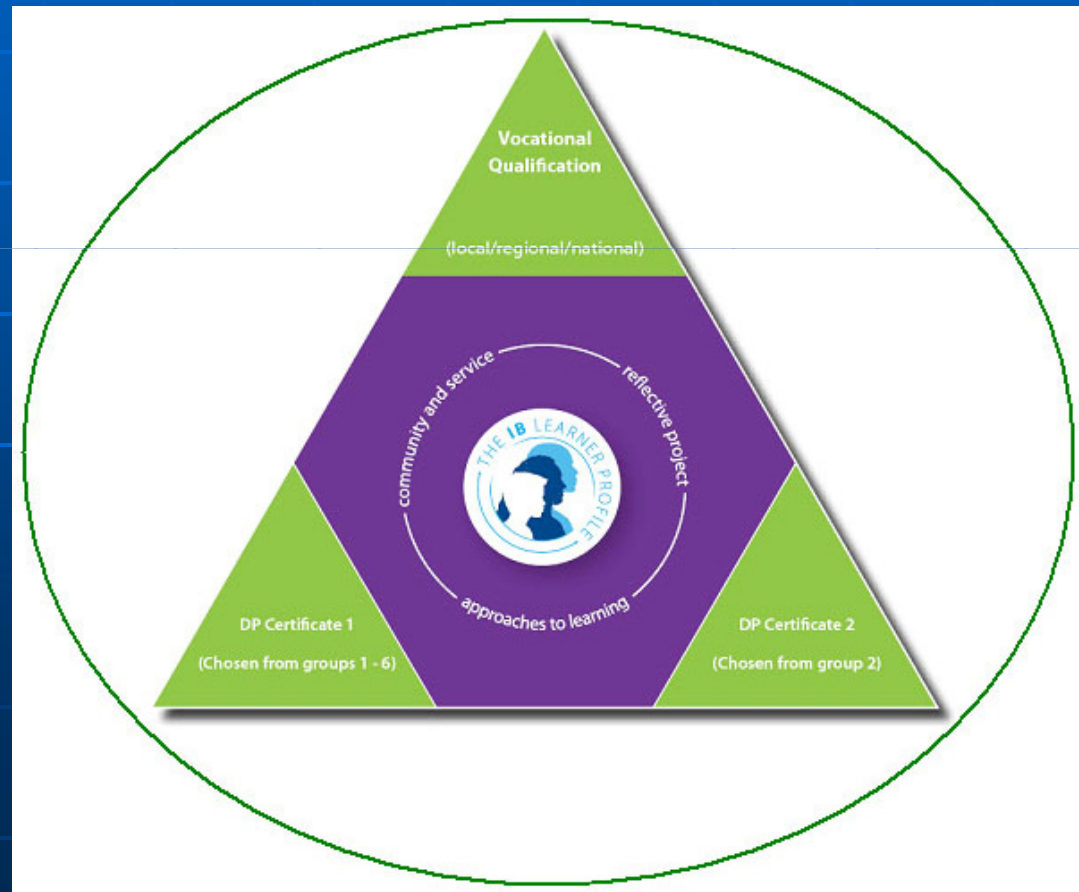 Vocational
Qualification
(local/regional/national)
community and service
reflective project
approaches to learning
THE IB LEARNER PROFILE
DP Certificate 1
(Chosen from groups 1 - 6)
DP Certificate 2
(Chosen from group 2)